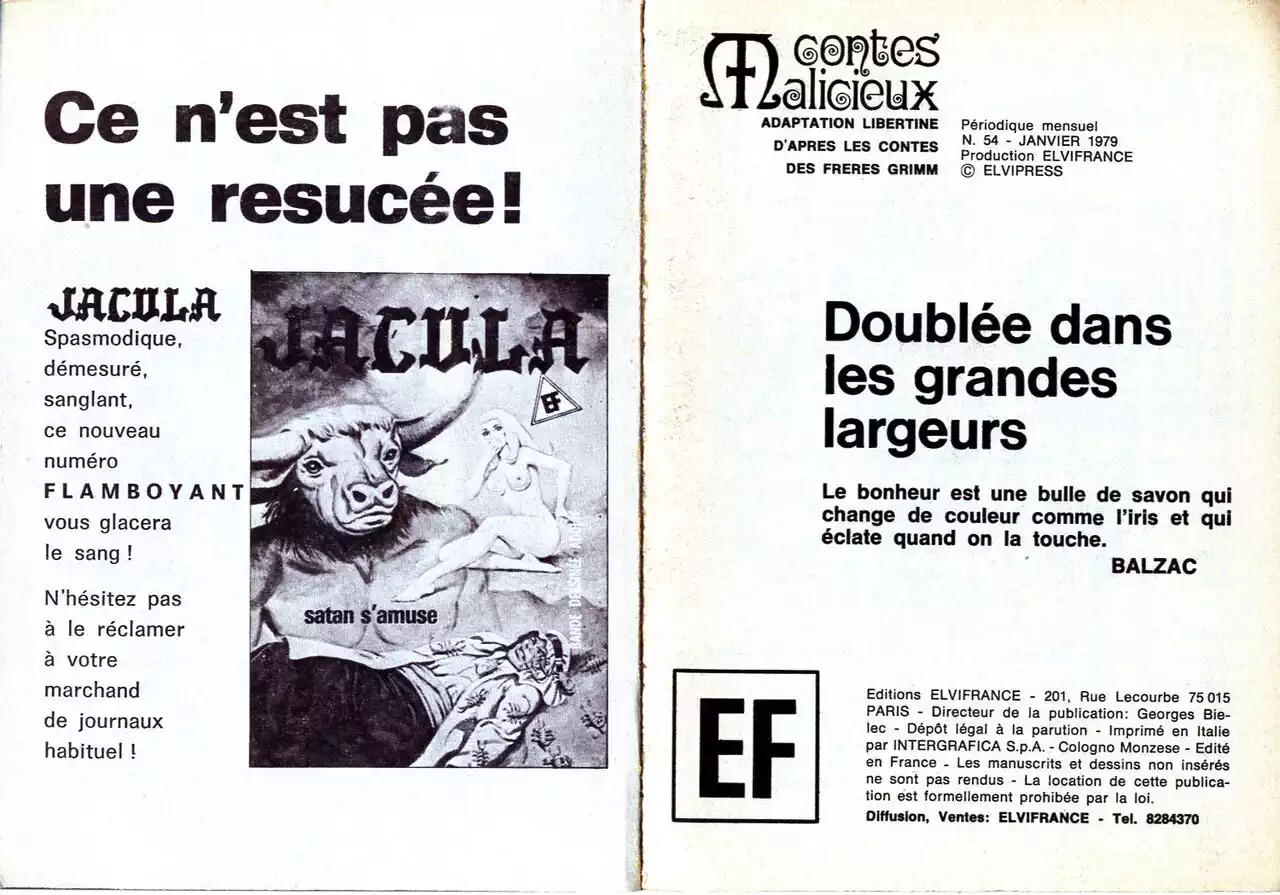 Ce n'est pas
une resucée!
JACULA
Spasmodique,
démesuré,
sanglant,
ce nouveau
numéro
FLAMBOYANT
vous glacera
le sang !
N'hésitez pas
à le réclamer
à votre
marchand
de journaux
habituel !
JACULA
EF
satan s'amuse
BANDE DESSINEE
contes
Malicieux
ADAPTATION LIBERTINE
D'APRES LES CONTES
DES FRERES GRIMM
Périodique mensuel
N. 54 - JANVIER 1979
Production ELVIFRANCE
© ELVIPRESS
Doublée dans
les grandes
largeurs
Le bonheur est une bulle de savon qui
change de couleur comme l'iris et qui
éclate quand on la touche.
BALZAC
EF
Editions ELVIFRANCE - 201, Rue Lecourbe 75 015
PARIS - Directeur de la publication: Georges Bie-
lec - Dépôt légal à la parution - Imprimé en Italie
par INTERGRAFICA S.p.A. - Cologno Monzese - Edité
en France - Les manuscrits et dessins non insérés
ne sont pas rendus - La location de cette publica-
tion est formellement prohibée par la loi.
Diffusion, Ventes: ELVIFRANCE - Tel. 8284370